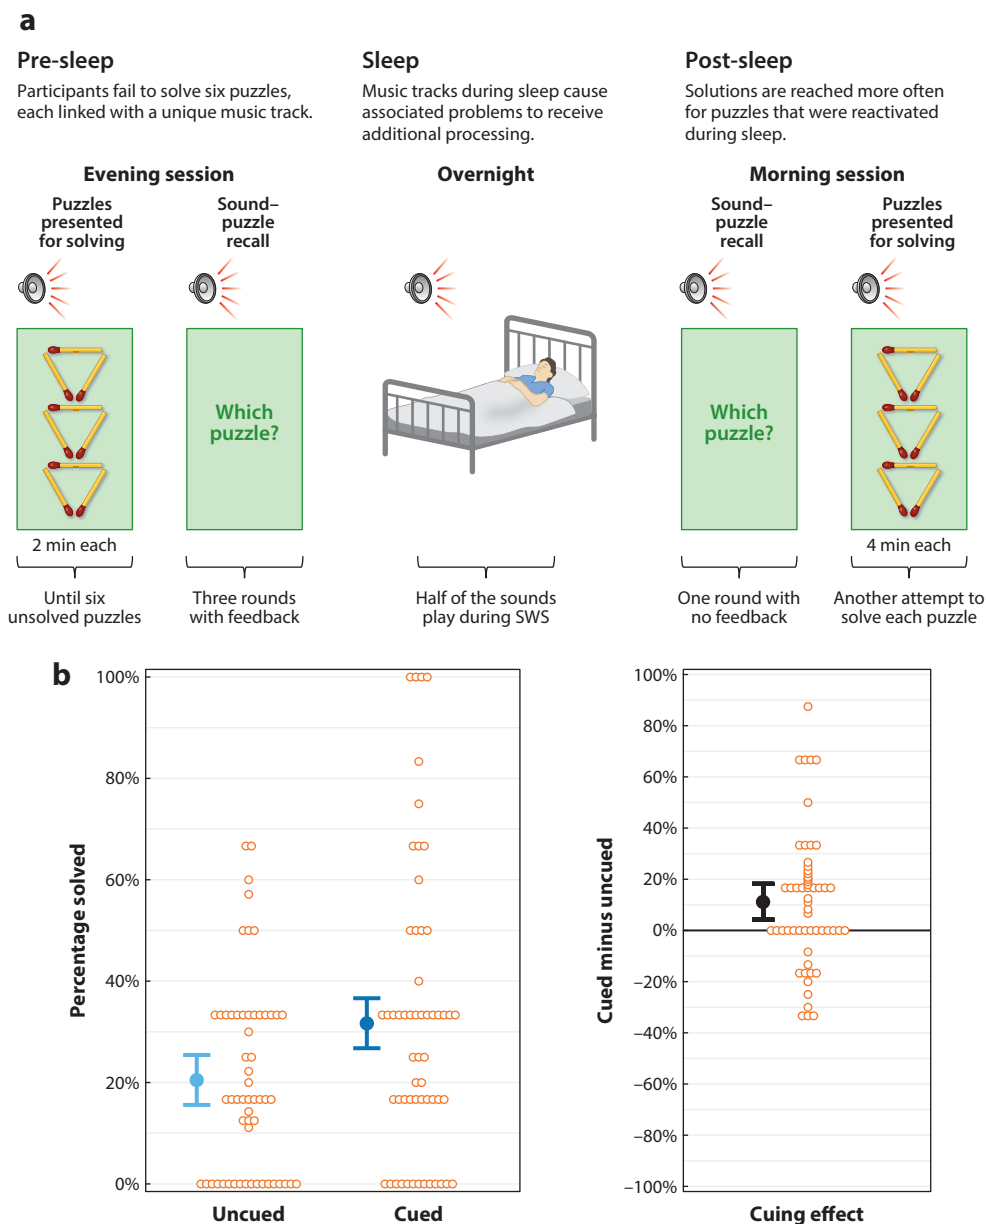 a
Pre-sleep
Participants fail to solve six puzzles,
each linked with a unique music track.
Sleep
Music tracks during sleep cause
associated problems to receive
additional processing.
Post-sleep
Solutions are reached more often
for puzzles that were reactivated
during sleep.
Evening session
Overnight
Morning session
Puzzles
presented
for solving
Sound–
puzzle
recall
Sound–
puzzle
recall
Puzzles
presented
for solving
Which
puzzle?
Which
puzzle?
2 min each
4 min each
Until six
unsolved puzzles
Three rounds
with feedback
Half of the sounds
play during SWS
One round with
no feedback
Another attempt to
solve each puzzle
b
Percentage solved
100%
80%
60%
40%
20%
0%
Uncued
Cued
Cued minus uncued
100%
80%
60%
40%
20%
0%
–20%
–40%
–60%
–80%
–100%
Cuing effect